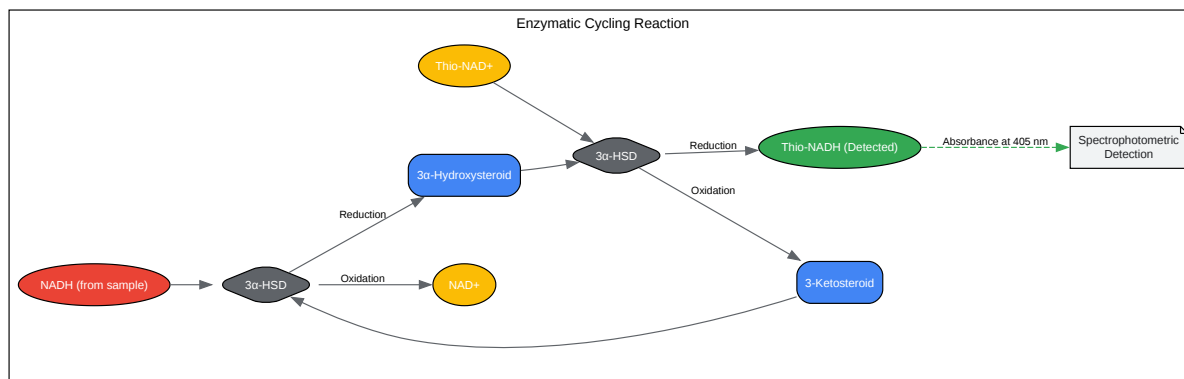 Enzymatic Cycling Reaction
Thio-NAD+
3α-HSD
Reduction
Thio-NADH (Detected)
Absorbance at 405 nm
Spectrophotometric
Detection
3α-Hydroxysteroid
Oxidation
Reduction
NADH (from sample)
3α-HSD
Oxidation
NAD+
3-Ketosteroid